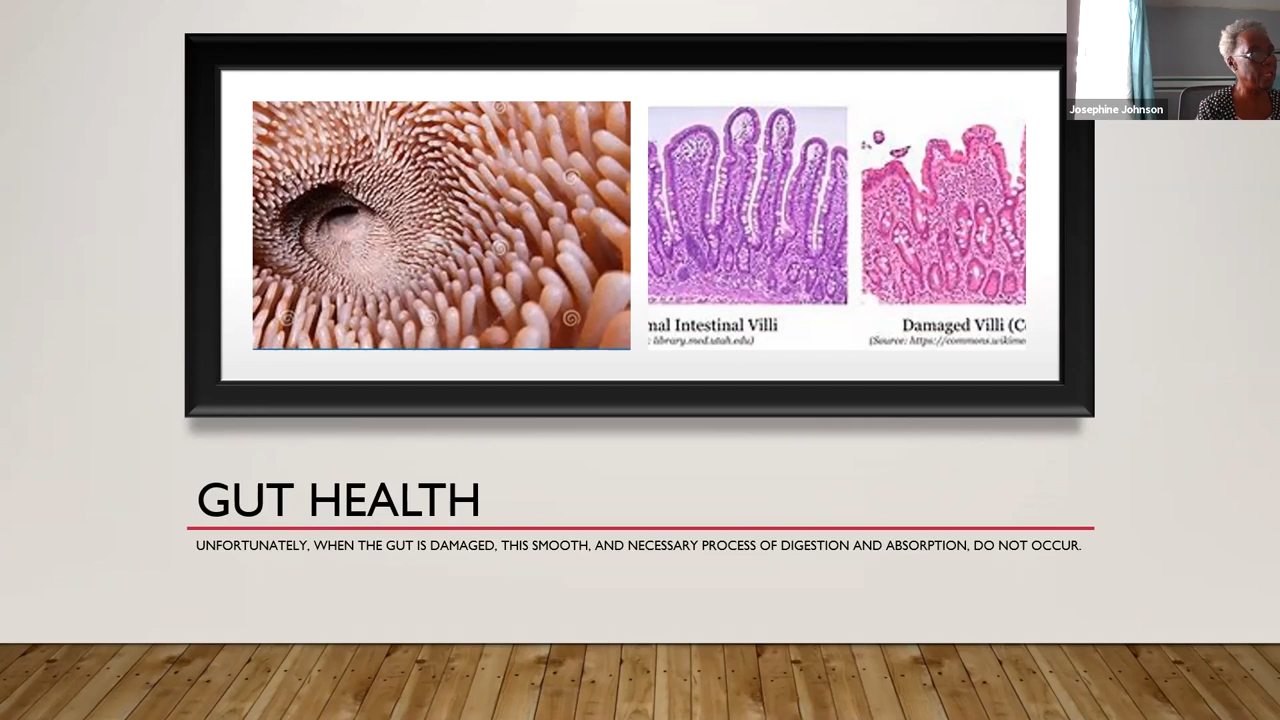 Josephine Johnson
nal Intestinal Villi
: library.med.utah.edu)
Damaged Villi (C
(Source: https://commons.wikime
GUT HEALTH
UNFORTUNATELY, WHEN THE GUT IS DAMAGED, THIS SMOOTH, AND NECESSARY PROCESS OF DIGESTION AND ABSORPTION, DO NOT OCCUR.